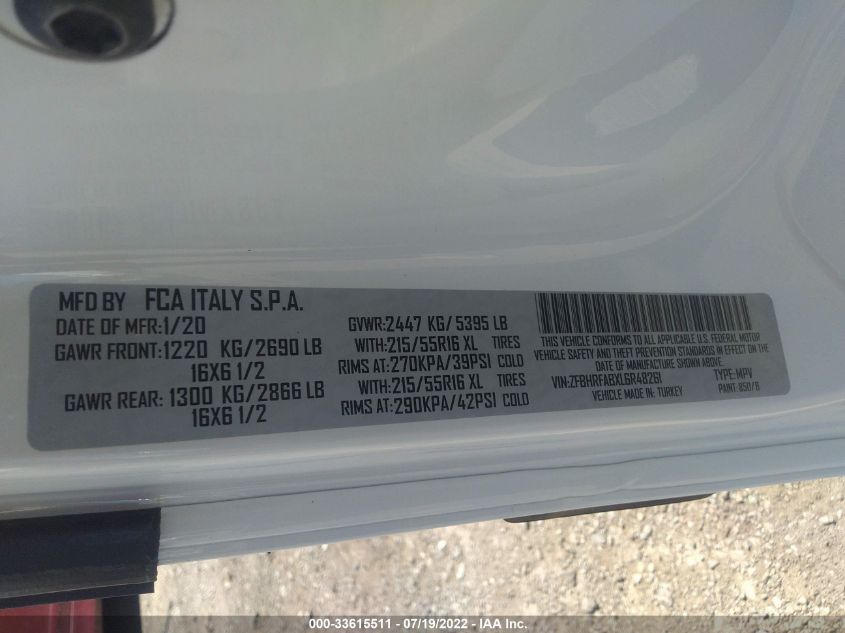 MFD BY FCA ITALY S.P.A.
DATE OF MFR:1/20
GAWR FRONT:1220 KG/2690 LB
16X6 1/2
GAWR REAR: 1300 KG/2866 LB
16X6 1/2
GVWR:2447 KG/5395 LB
WITH:215/55R16 XL TIRES
RIMS AT:270KPA/39PSI COLD
WITH:215/55R16 XL TIRES
RIMS AT:290KPA/42PSI COLD
THIS VEHICLE CONFORMS TO ALL APPLICABLE U.S. FEDERAL MOTOR
VEHICLE SAFETY AND THEFT PREVENTION STANDARDS IN EFFECT ON THE
DATE OF MANUFACTURE SHOWN ABOVE.
VIN:ZFBHRFABXL6R48261 TYPE:MPV
VEHICLE MADE IN: TURKEY PAINT: 850/B
000-33615511 - 07/19/2022 - IAA Inc.